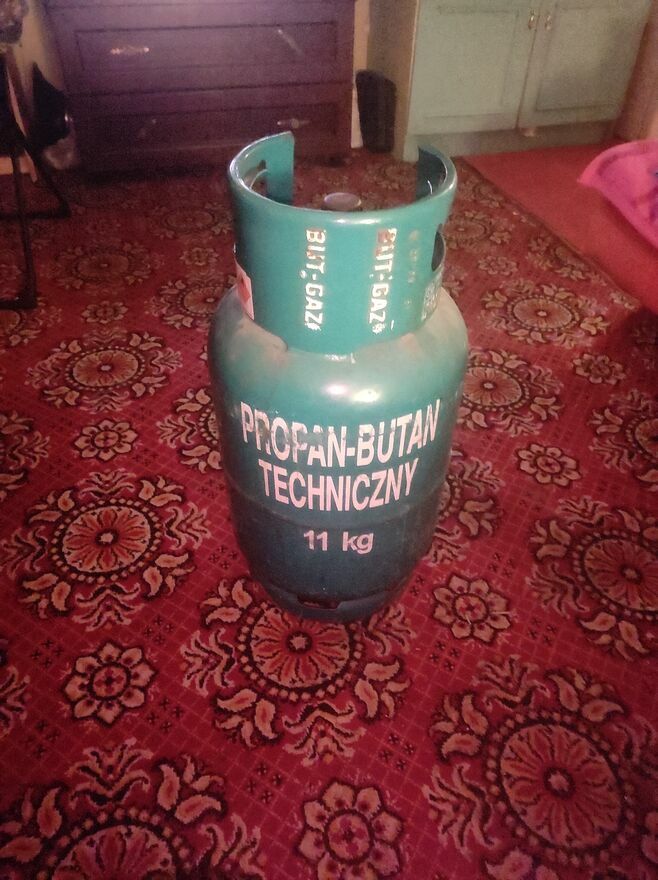 BUT-GAZ
BUT-GAZ
PROPAN-BUTAN
TECHNICZNY
11 kg